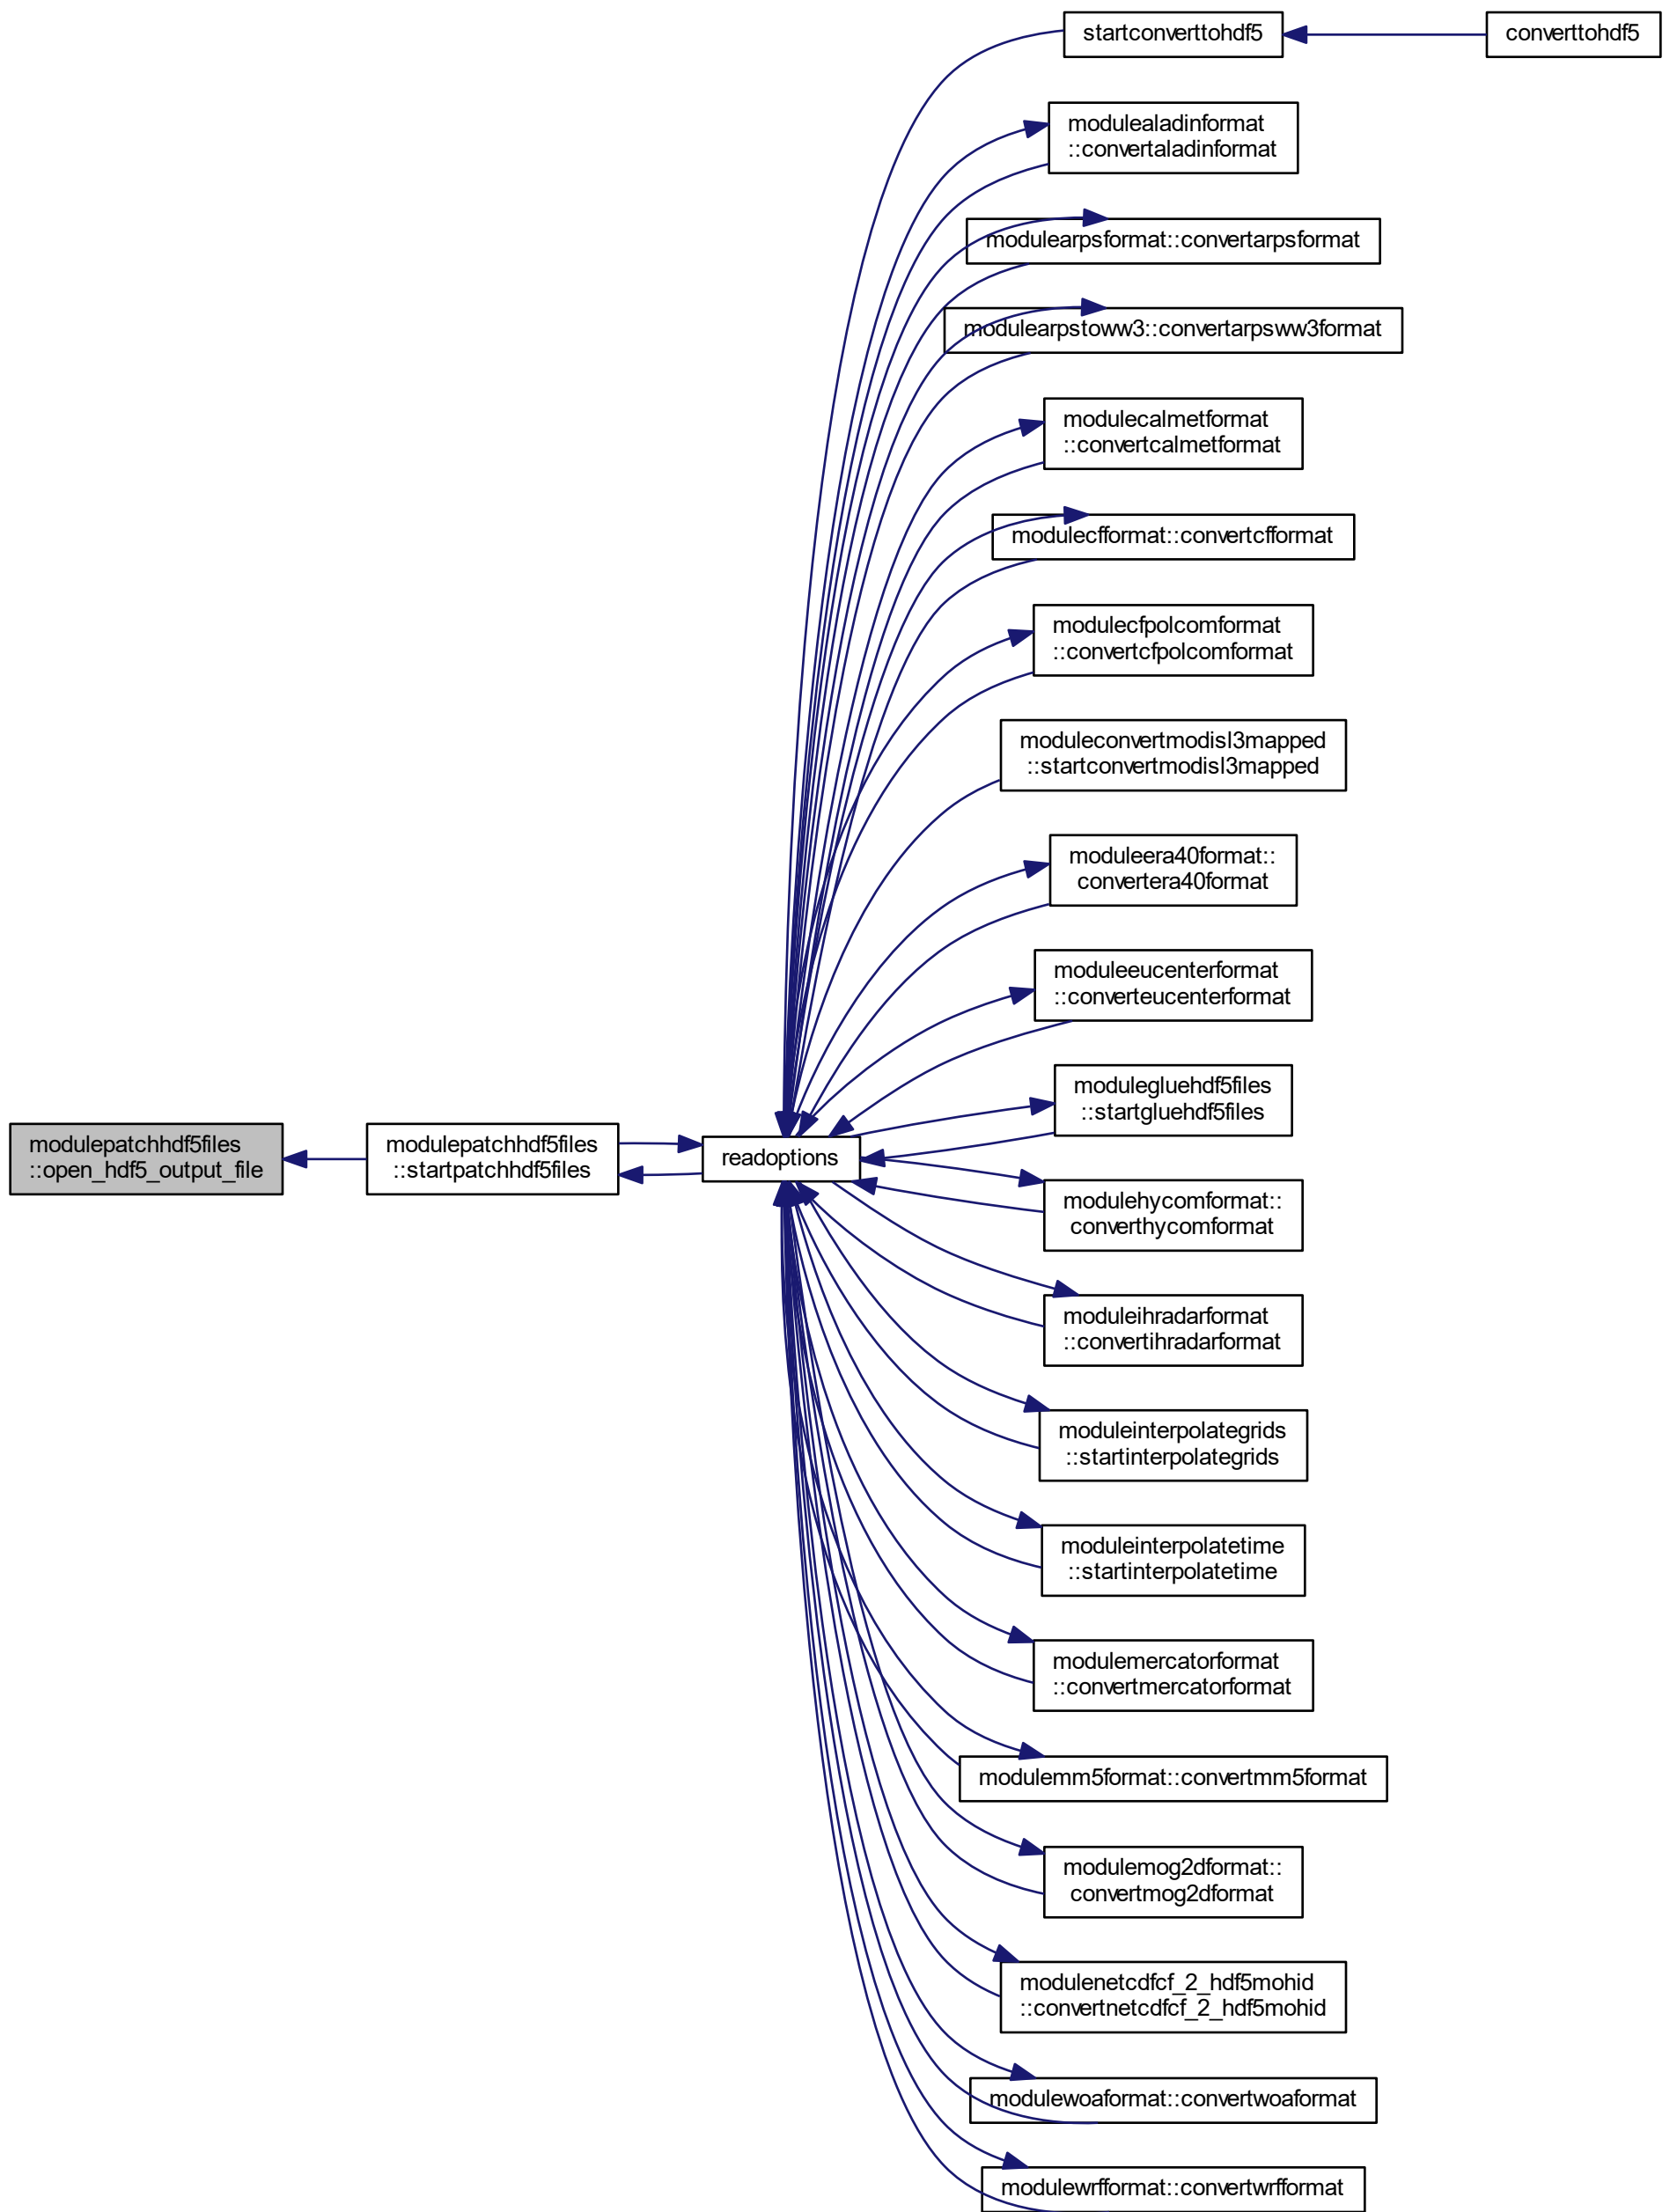 startconverttohdf5
converttohdf5
modulealadinformat
::convertaladinformat
modulearpsformat::convertarpsformat
modulearpstoww3::convertarpsww3format
modulecalmetformat
::convertcalmetformat
modulecfformat::convertcfformat
modulecfpolcomformat
::convertcfpolcomformat
moduleconvertmodisl3mapped
::startconvertmodisl3mapped
moduleera40format::
convertera40format
moduleeucenterformat
::converteucenterformat
modulegluehdf5files
::startgluehdf5files
modulepatchhdf5files
::open_hdf5_output_file
modulepatchhdf5files
::startpatchhdf5files
readoptions
modulehycomformat::
converthycomformat
moduleihradarformat
::convertihradarformat
moduleinterpolategrids
::startinterpolategrids
moduleinterpolatetime
::startinterpolatetime
modulemercatorformat
::convertmercatorformat
modulemm5format::convertmm5format
modulemog2dformat::
convertmog2dformat
modulenetcdfcf_2_hdf5mohid
::convertnetcdfcf_2_hdf5mohid
modulewoaformat::convertwoaformat
modulewrfformat::convertwrfformat